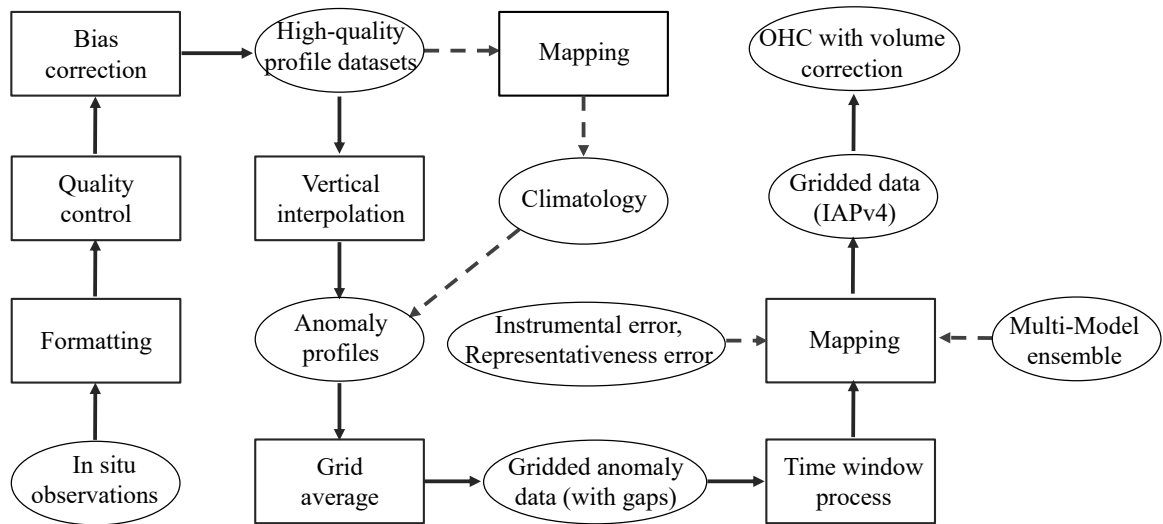 Bias
correction
High-quality
profile datasets
Mapping
OHC with volume
correction
Quality
control
Vertical
interpolation
Climatology
Gridded data
(IAPv4)
Formatting
Anomaly
profiles
Instrumental error,
Representativeness error
Mapping
Multi-Model
ensemble
In situ
observations
Grid
average
Gridded anomaly
data (with gaps)
Time window
process